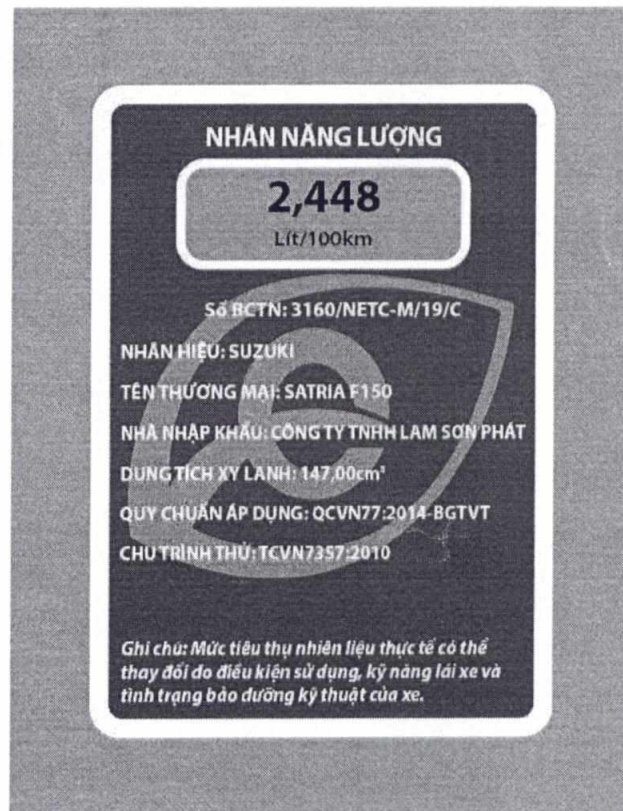 NHÃN NĂNG LƯỢNG
2,448
Lít/100km
Số BCTN: 3160/NETC-M/19/C
NHÃN HIỆU: SUZUKI
TÊN THƯƠNG MẠI: SATRIA F150
NHÀ NHẬP KHẨU: CÔNG TY TNHH LAM SƠN PHÁT
DUNG TÍCH XY LANH: 147,00cm³
QUY CHUẨN ÁP DỤNG: QCVN77:2014-BGTVT
CHU TRÌNH THỬ: TCVN7357:2010
Ghi chú: Mức tiêu thụ nhiên liệu thực tế có thể
thay đổi do điều kiện sử dụng, kỹ năng lái xe và
tình trạng bảo dưỡng kỹ thuật của xe.